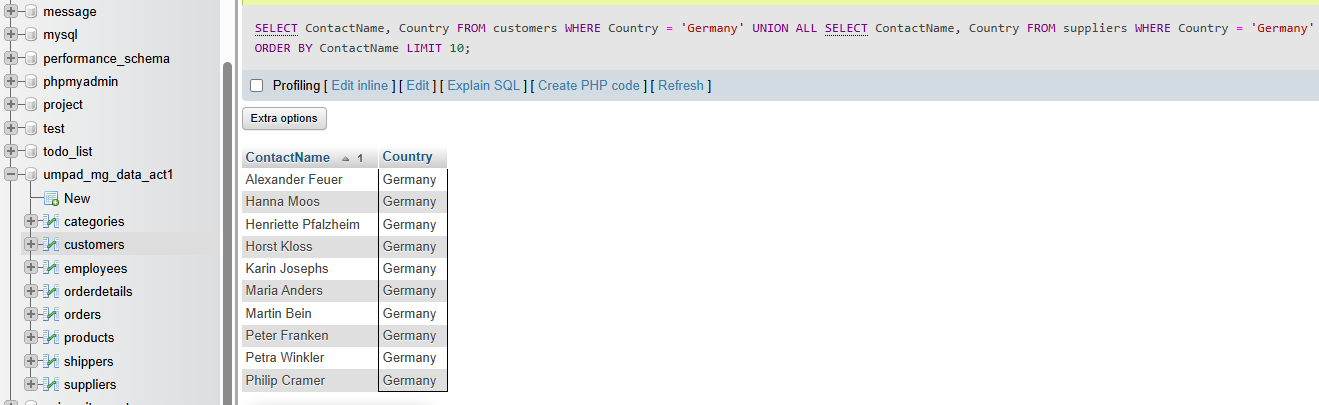 message
mysql
performance_schema
phpmyadmin
project
test
todo_list
umpad_mg_data_act1
New
categories
customers
employees
orderdetails
orders
products
shippers
suppliers
SELECT ContactName, Country FROM customers WHERE Country = 'Germany' UNION ALL SELECT ContactName, Country FROM suppliers WHERE Country = 'Germany'
ORDER BY ContactName LIMIT 10;
Profiling [ Edit inline ] [ Edit ] [ Explain SQL ] [ Create PHP code ] [ Refresh ]
Extra options
ContactName 1 Country
Alexander Feuer Germany
Hanna Moos Germany
Henriette Pfalzheim Germany
Horst Kloss Germany
Karin Josephs Germany
Maria Anders Germany
Martin Bein Germany
Peter Franken Germany
Petra Winkler Germany
Philip Cramer Germany